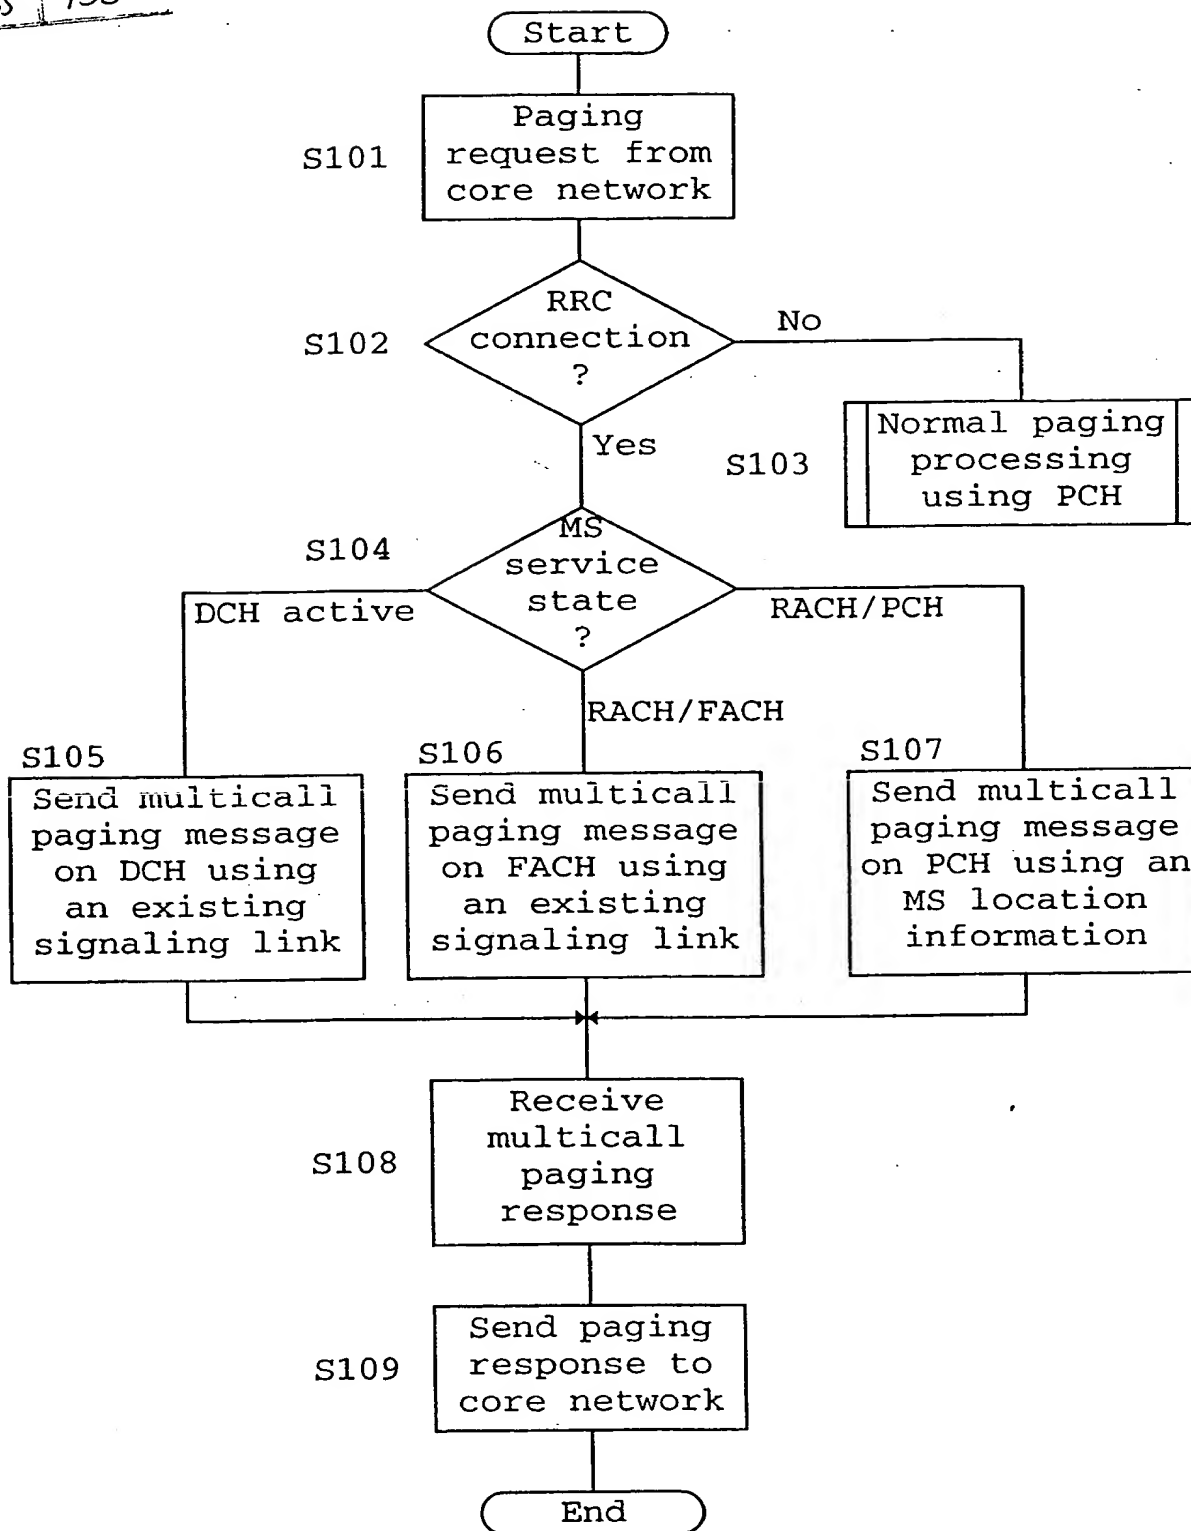 Start
Paging
request from
core network
S101
RRC
connection
?
S102
No
Yes
Normal paging
processing
using PCH
S103
MS
service
state
?
S104
DCH active
RACH/PCH
RACH/FACH
S105
Send multicall
paging message
on DCH using
an existing
signaling link
S106
Send multicall
paging message
on FACH using
an existing
signaling link
S107
Send multicall
paging message
on PCH using an
MS location
information
Receive
multicall
paging
response
S108
Send paging
response to
core network
S109
End